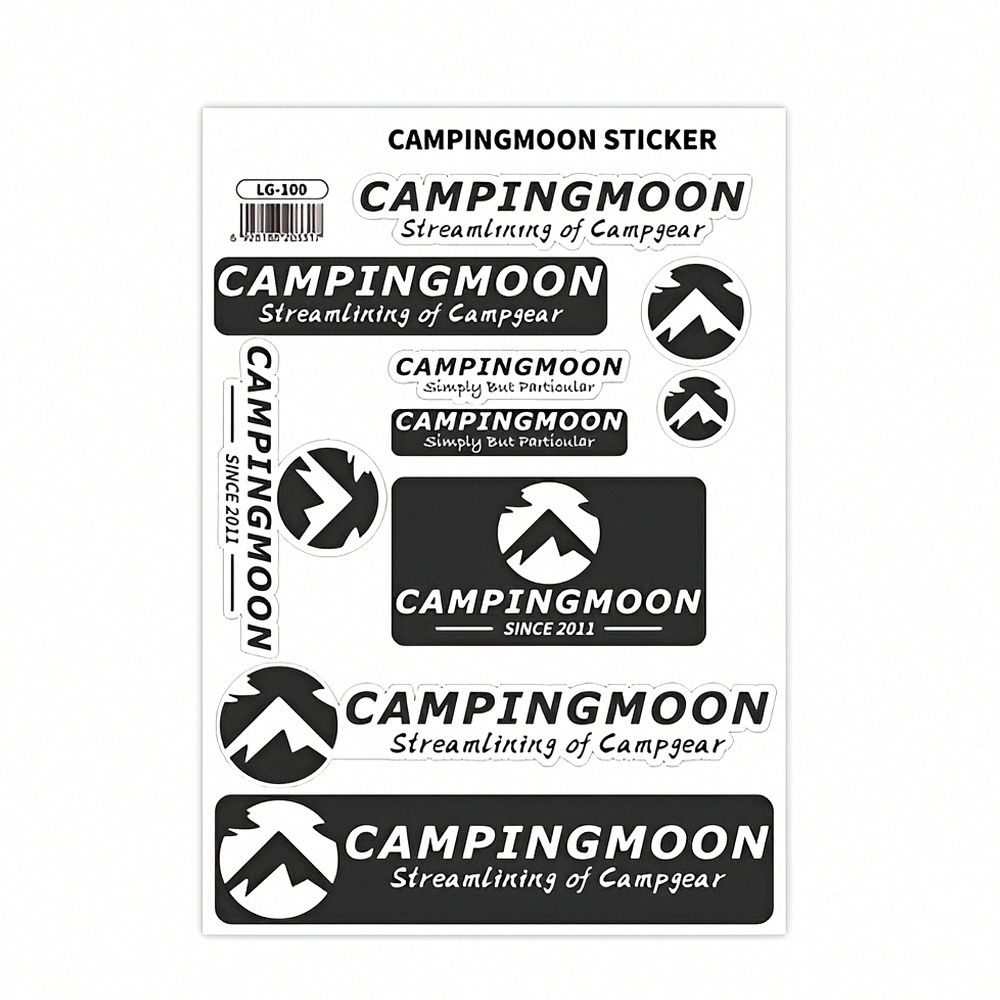 CAMPINGMOON STICKER
LG-100
CAMPINGMOON
Streamlining of Campgear
CAMPINGMOON
Streamlining of Campgear
CAMPINGMOON
Simply But Particular
CAMPINGMOON
Simply But Particular
CAMPINGMOON
SINCE 2011
CAMPINGMOON
SINCE 2011
CAMPINGMOON
Streamlining of Campgear
CAMPINGMOON
Streamlining of Campgear